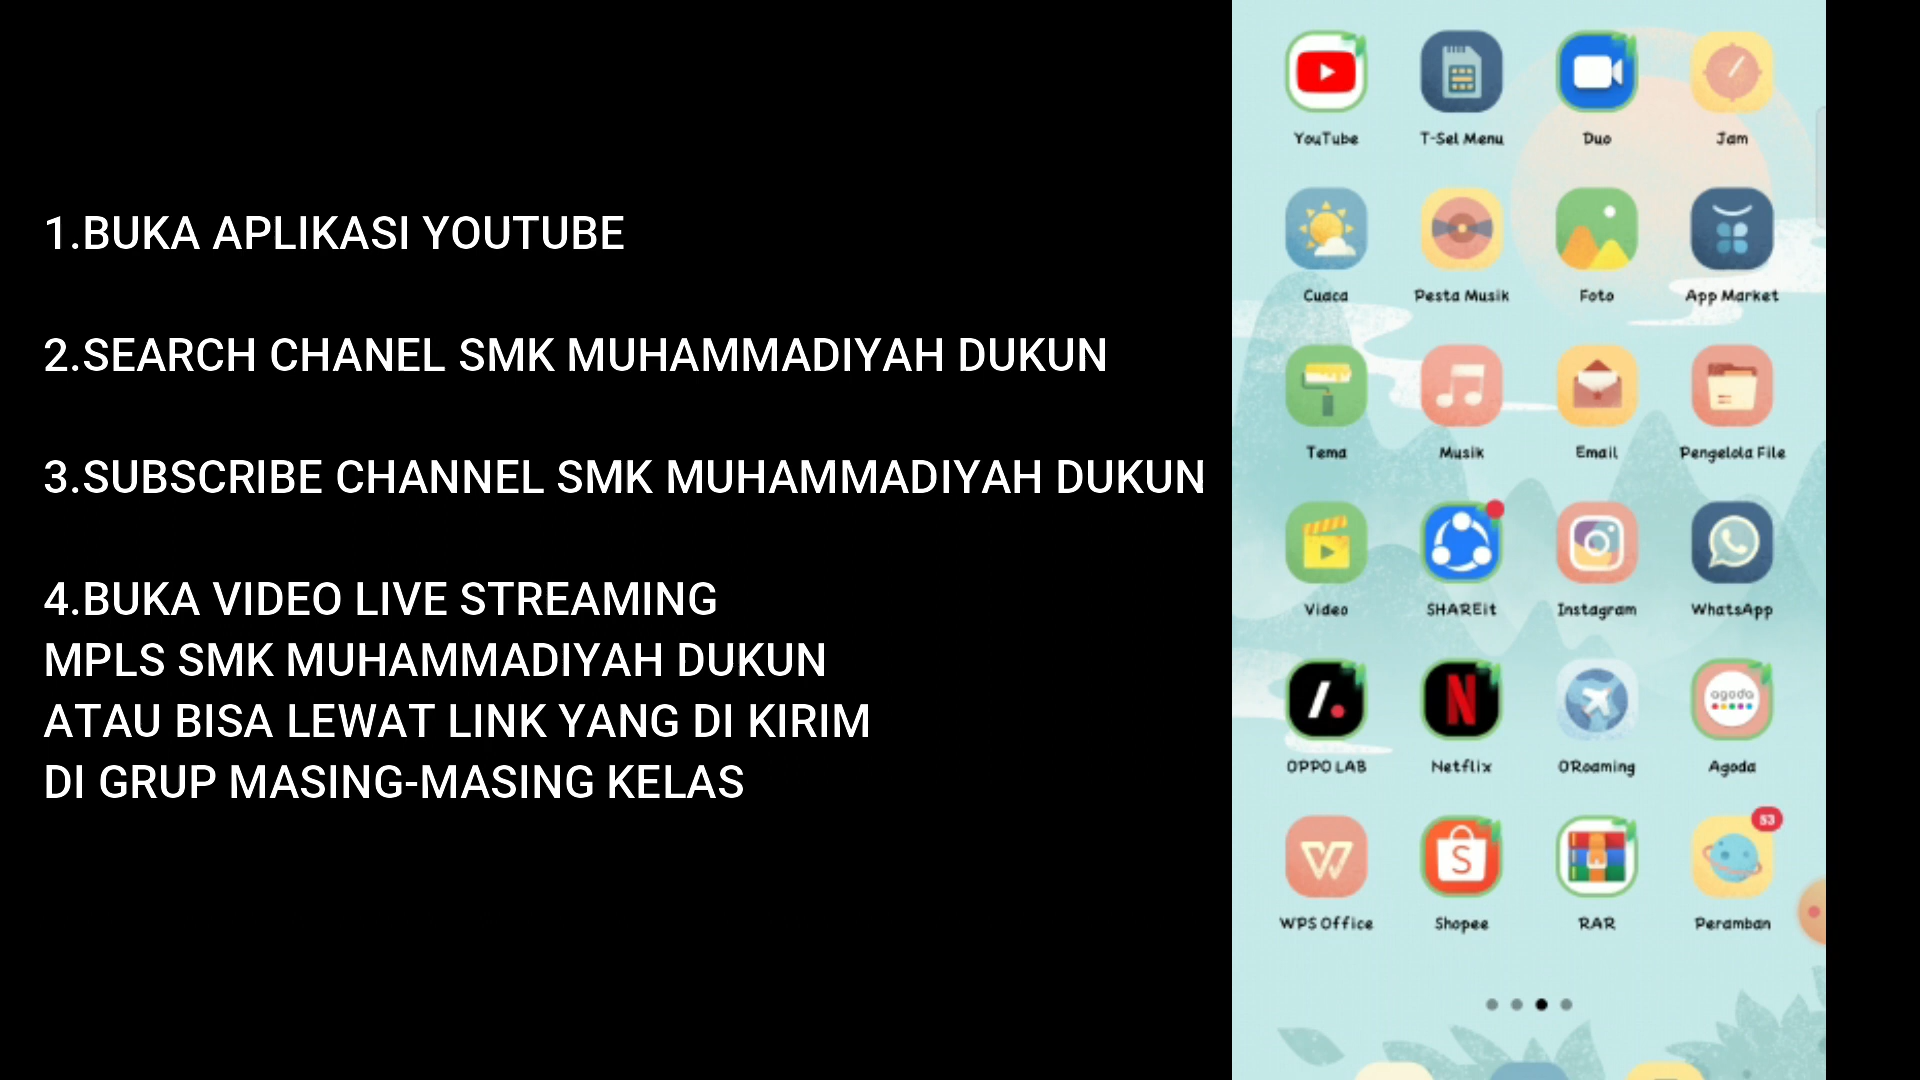 1.BUKA APLIKASI YOUTUBE
2.SEARCH CHANEL SMK MUHAMMADIYAH DUKUN
3.SUBSCRIBE CHANNEL SMK MUHAMMADIYAH DUKUN
4.BUKA VIDEO LIVE STREAMING
MPLS SMK MUHAMMADIYAH DUKUN
ATAU BISA LEWAT LINK YANG DI KIRIM
DI GRUP MASING-MASING KELAS
YouTube T-Sel Menu Duo Jam
Cuaca Pesta Musik Foto App Market
Tema Musik Email Pengelola File
Video SHAREit Instagram WhatsApp
agoda
OPPO LAB Netflix O'Roaming Agoda
53
WPS Office Shopee RAR Peramban